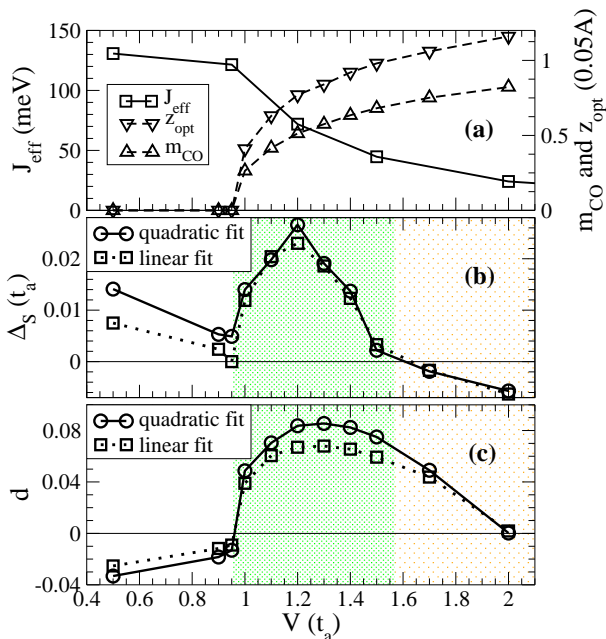 150
100
50
0
J_eff (meV)
J_eff
z_opt
m_CO
(a)
1
0.5
0
m_CO and z_opt (0.05A)
quadratic fit
linear fit
(b)
0.02
0.01
0
Δ_S (t_a)
quadratic fit
linear fit
(c)
0.08
0.04
0
-0.04
d
0.4 0.6 0.8 1 1.2 1.4 1.6 1.8 2
V (t_a)